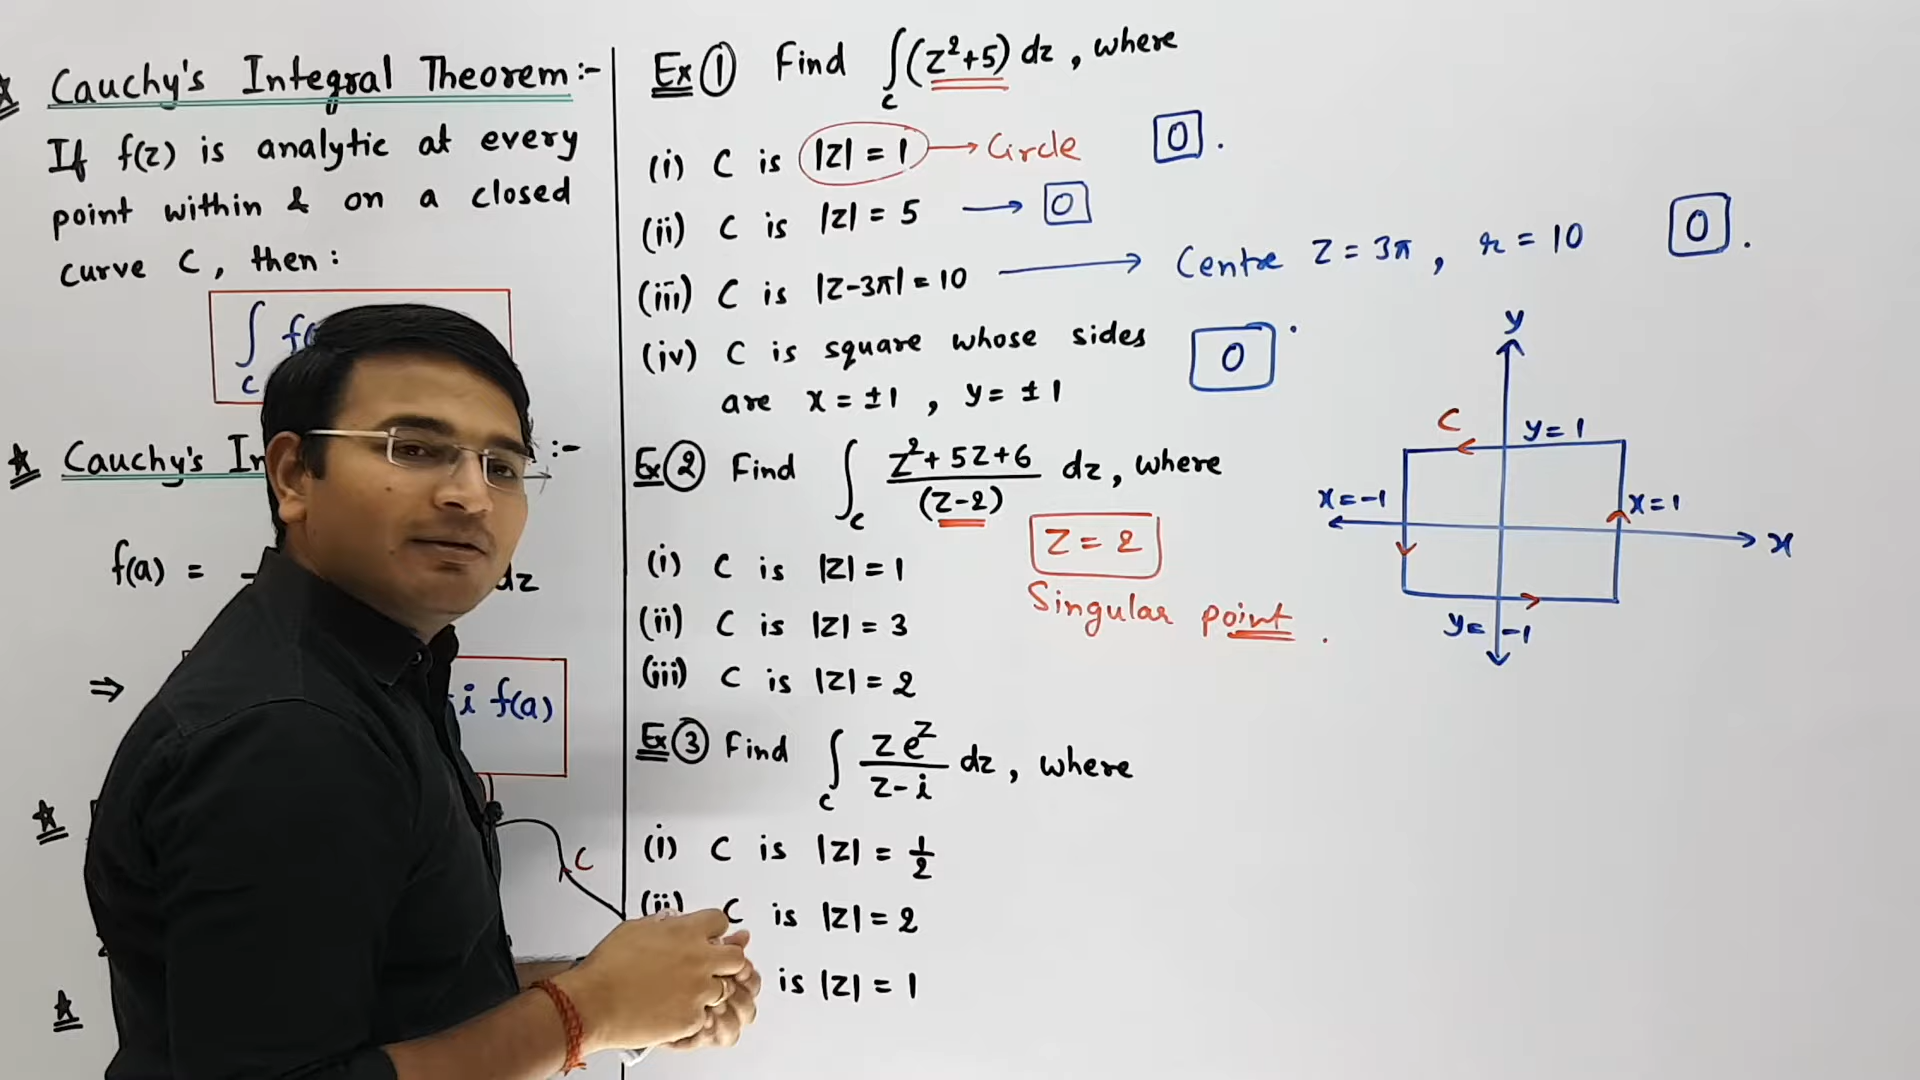 Cauchy's Integral Theorem :-
If f(z) is analytic at every
point within & on a closed
curve C, then :
∫
C
Cauchy's :-
f(a) = dz
⇒ i f(a)
C
Ex ① Find ∫_C (z²+5) dz, where
(i) C is |z| = 1 → Circle 0.
(ii) C is |z| = 5 → 0
(iii) C is |z-3π| = 10 → Centre z = 3π, r = 10 0.
(iv) C is square whose sides 0.
are x = ±1, y = ±1
Ex ② Find ∫_C (z²+5z+6)/(z-2) dz, where
z = 2
Singular point.
(i) C is |z| = 1
(ii) C is |z| = 3
(iii) C is |z| = 2
Ex ③ Find ∫_C z e^z/(z-i) dz, where
(i) C is |z| = 1/2
(ii) C is |z| = 2
is |z| = 1
y
C
y = 1
x = -1
x = 1
x
y = -1